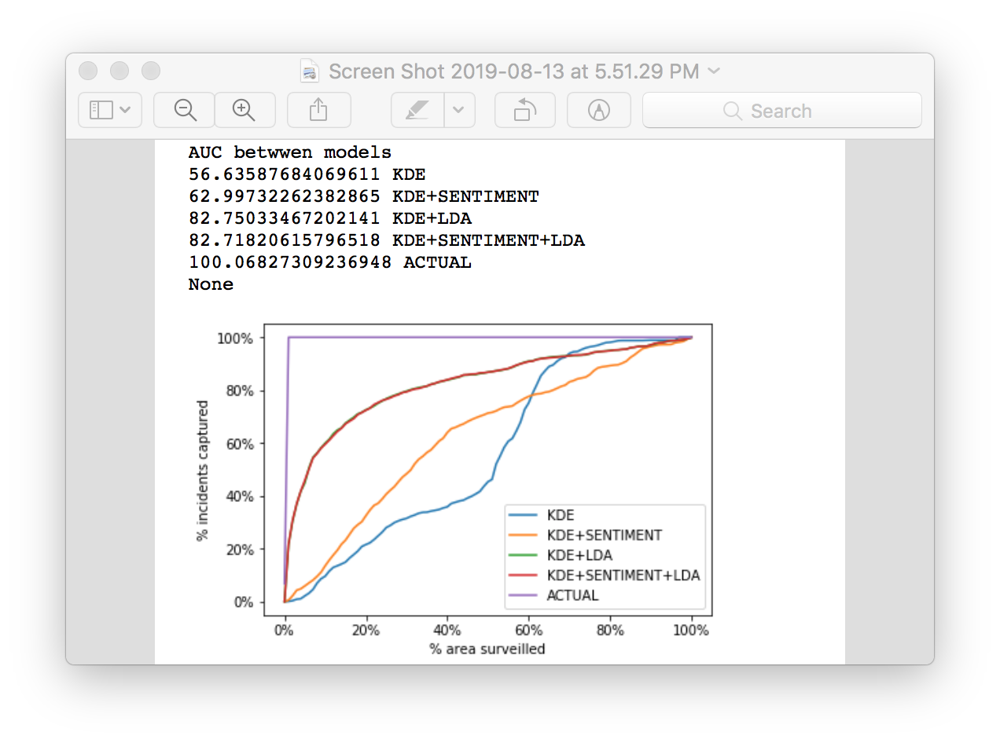 Screen Shot 2019-08-13 at 5.51.29 PM
Search
AUC betwwen models
56.63587684069611 KDE
62.99732262382865 KDE+SENTIMENT
82.75033467202141 KDE+LDA
82.71820615796518 KDE+SENTIMENT+LDA
100.06827309236948 ACTUAL
None
100%
80%
60%
40%
20%
0%
% incidents captured
KDE
KDE+SENTIMENT
KDE+LDA
KDE+SENTIMENT+LDA
ACTUAL
0% 20% 40% 60% 80% 100%
% area surveilled